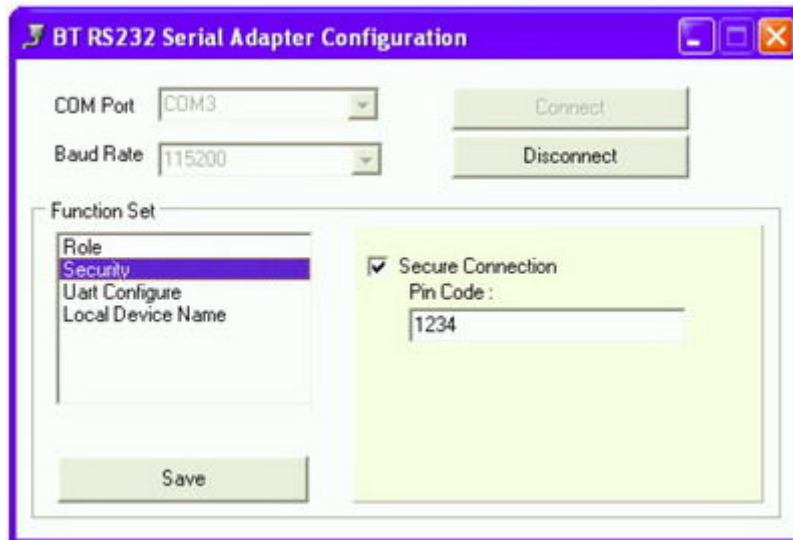 BT RS232 Serial Adapter Configuration
COM Port COM3 Connect
Baud Rate 115200 Disconnect
Function Set
Role
Security
Uart Configure
Local Device Name
Secure Connection
Pin Code :
1234
Save